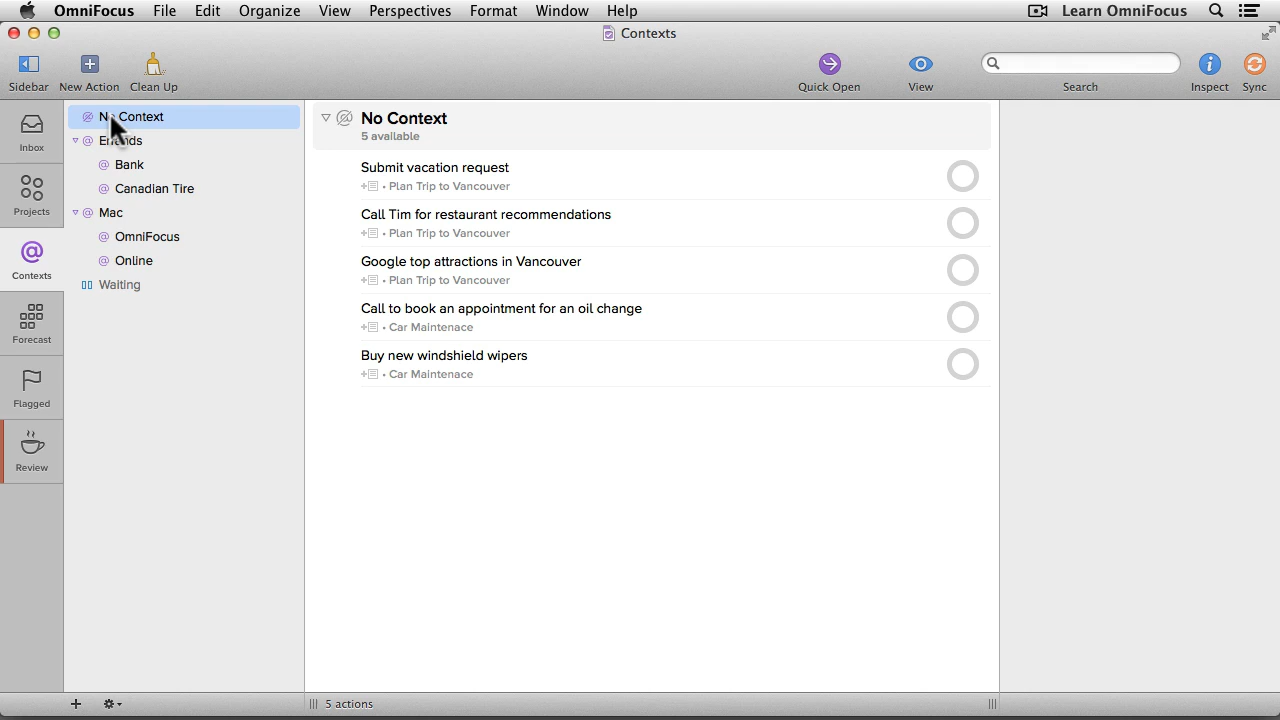 OmniFocus File Edit Organize View Perspectives Format Window Help Learn OmniFocus
Contexts
Sidebar New Action Clean Up Quick Open View Search Inspect Sync
Inbox
Projects
Contexts
Forecast
Flagged
Review
No Context
Bank
Canadian Tire
Mac
OmniFocus
Online
Waiting
No Context
5 available
Submit vacation request
• Plan Trip to Vancouver
Call Tim for restaurant recommendations
• Plan Trip to Vancouver
Google top attractions in Vancouver
• Plan Trip to Vancouver
Call to book an appointment for an oil change
• Car Maintenace
Buy new windshield wipers
• Car Maintenace
5 actions